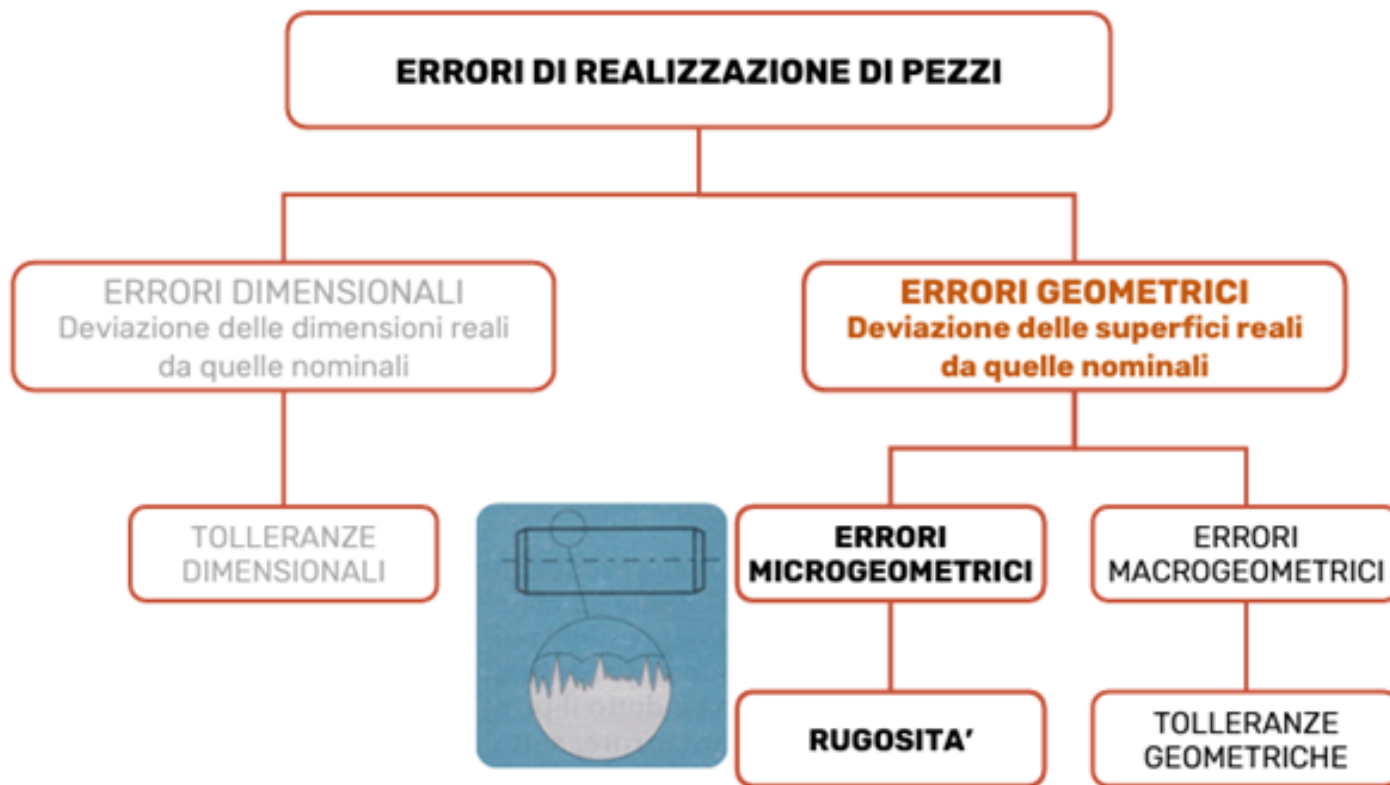 ERRORI DI REALIZZAZIONE DI PEZZI
ERRORI DIMENSIONALI
Deviazione delle dimensioni reali
da quelle nominali
ERRORI GEOMETRICI
Deviazione delle superfici reali
da quelle nominali
TOLLERANZE
DIMENSIONALI
ERRORI
MICROGEOMETRICI
ERRORI
MACROGEOMETRICI
RUGOSITA’
TOLLERANZE
GEOMETRICHE